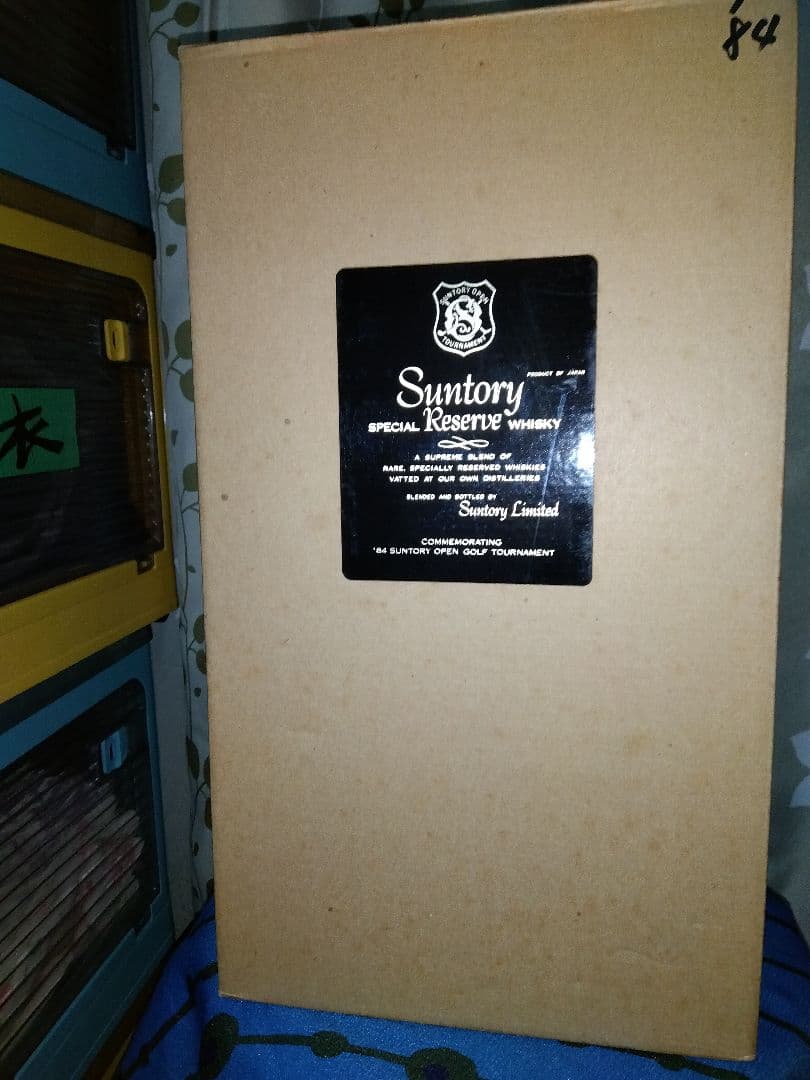 '84
衣
SUNTORY OPEN
TOURNAMENT
PRODUCT OF JAPAN
Suntory
SPECIAL Reserve WHISKY
A SUPREME BLEND OF
RARE, SPECIALLY RESERVED WHISKIES
VATTED AT OUR OWN DISTILLERIES
BLENDED AND BOTTLED BY
Suntory Limited
COMMEMORATING
'84 SUNTORY OPEN GOLF TOURNAMENT